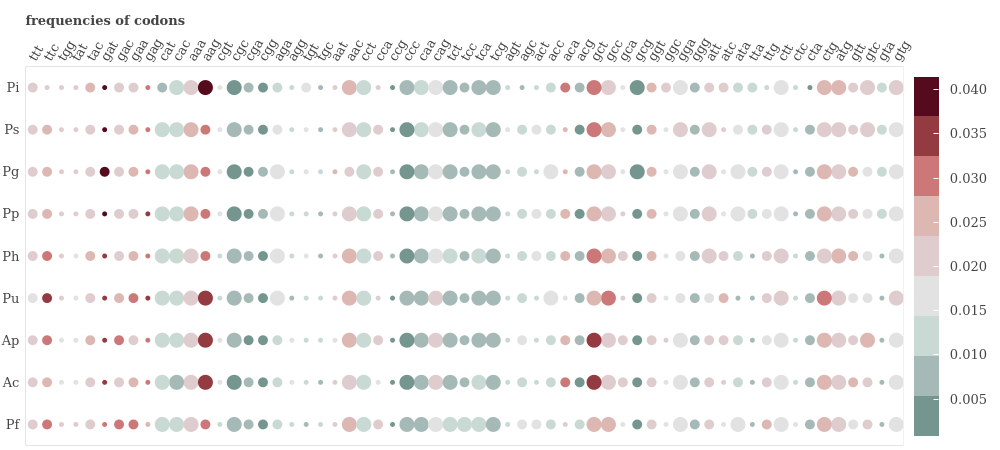 frequencies of codons
ttt ttc tgg tat tac gat gac gaa gag cat cac aaa aag cgt cgc cga cgg aga agg tgt tgc aat aac cct cca ccg ccc caa cag tct tcc tca tcg agt agc act acc aca acg gct gcc gca gcg ggt ggc gga ggg att atc ata tta ttg ctt ctc cta ctg atg gtt gtc gta gtg
Pi
Ps
Pg
Pp
Ph
Pu
Ap
Ac
Pf
0.040
0.035
0.030
0.025
0.020
0.015
0.010
0.005